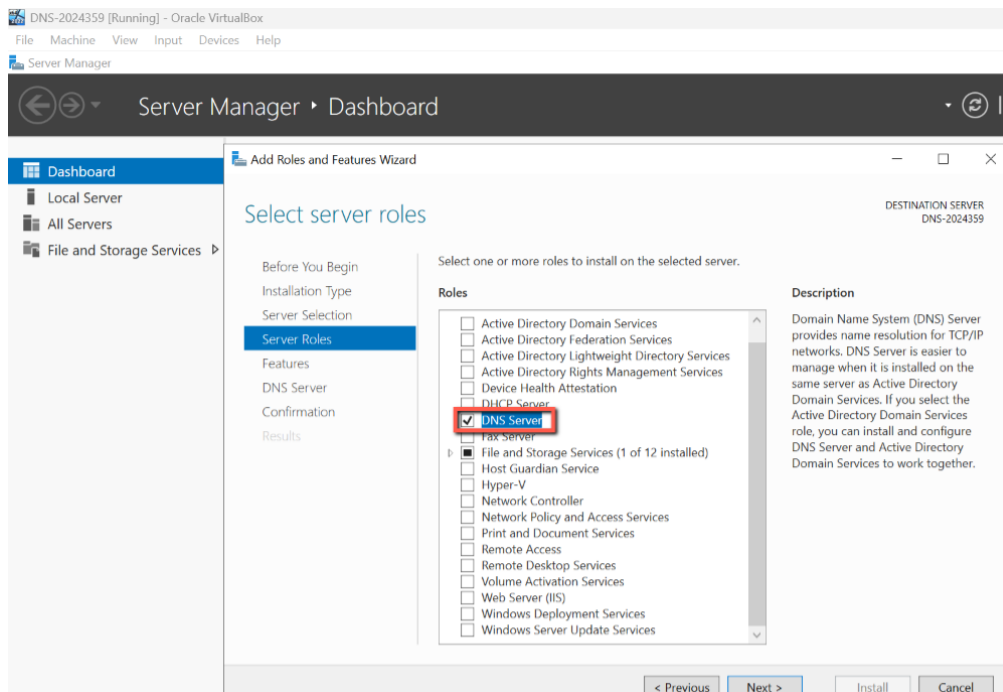 DNS-2024359 [Running] - Oracle VirtualBox
File Machine View Input Devices Help
Server Manager
Server Manager • Dashboard
Dashboard
Local Server
All Servers
File and Storage Services
Add Roles and Features Wizard
Select server roles
DESTINATION SERVER
DNS-2024359
Before You Begin
Installation Type
Server Selection
Server Roles
Features
DNS Server
Confirmation
Results
Select one or more roles to install on the selected server.
Roles
Active Directory Domain Services
Active Directory Federation Services
Active Directory Lightweight Directory Services
Active Directory Rights Management Services
Device Health Attestation
DHCP Server
DNS Server
Fax Server
File and Storage Services (1 of 12 installed)
Host Guardian Service
Hyper-V
Network Controller
Network Policy and Access Services
Print and Document Services
Remote Access
Remote Desktop Services
Volume Activation Services
Web Server (IIS)
Windows Deployment Services
Windows Server Update Services
Description
Domain Name System (DNS) Server
provides name resolution for TCP/IP
networks. DNS Server is easier to
manage when it is installed on the
same server as Active Directory
Domain Services. If you select the
Active Directory Domain Services
role, you can install and configure
DNS Server and Active Directory
Domain Services to work together.
< Previous
Next >
Install
Cancel